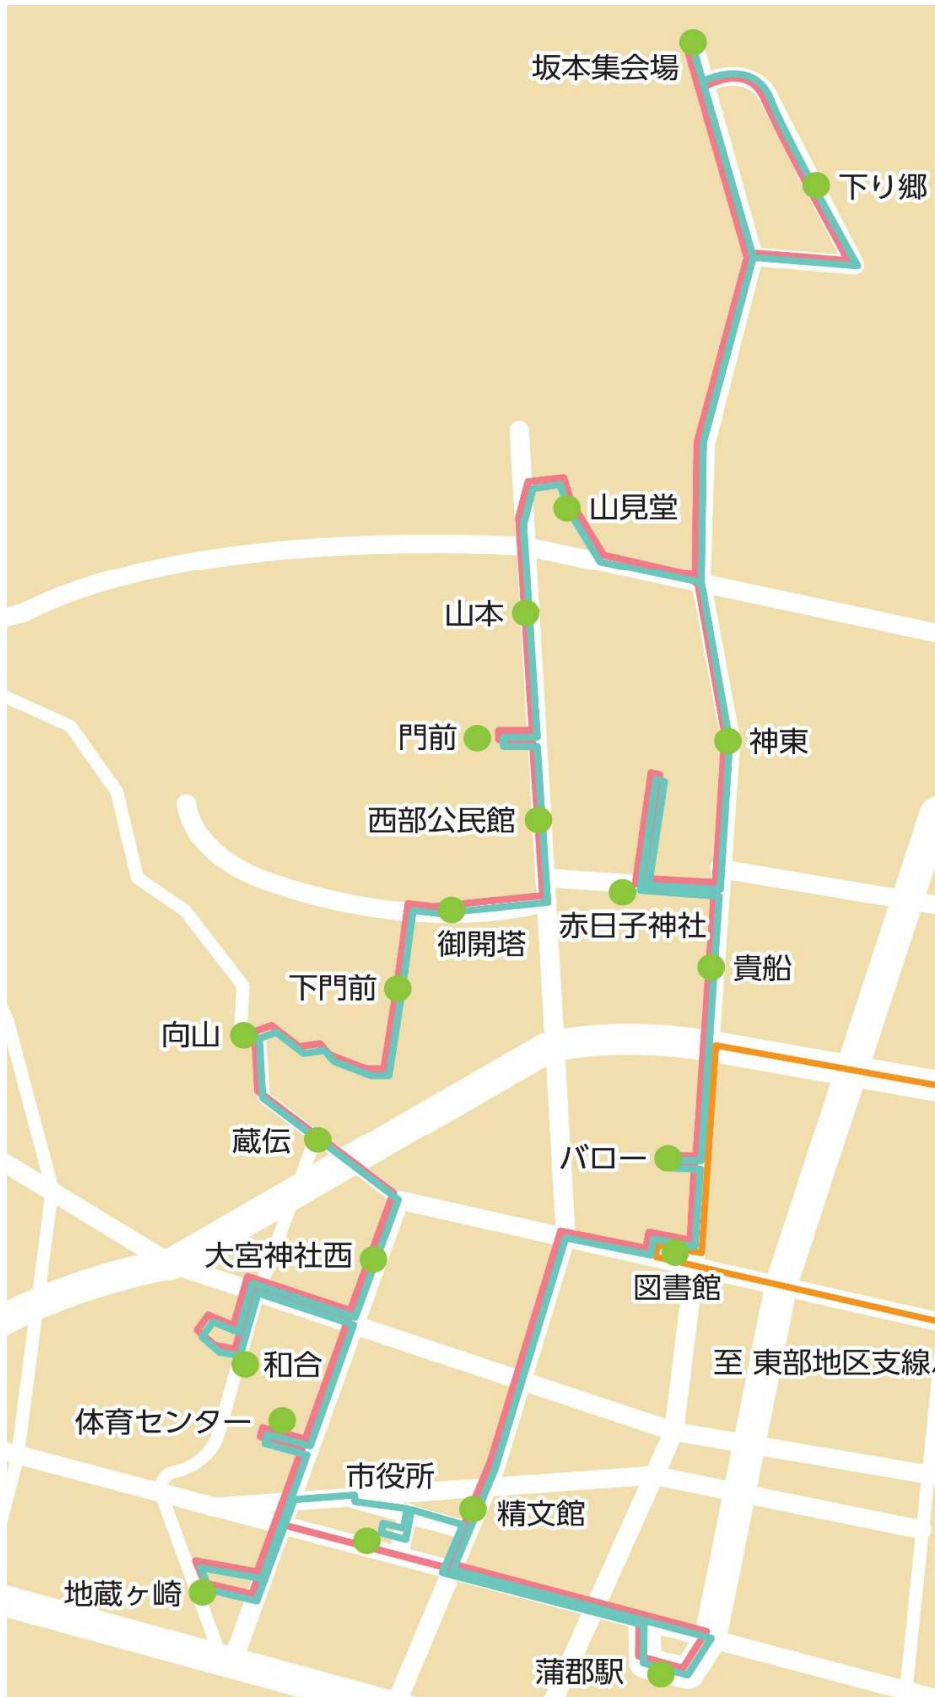 坂本集会場
下り郷
山見堂
山本
門前
神東
西部公民館
赤日子神社
御開塔
貴船
下門前
向山
蔵伝
バロー
大宮神社西
図書館
和合
至 東部地区支線
体育センター
市役所
精文館
地蔵ヶ崎
蒲郡駅